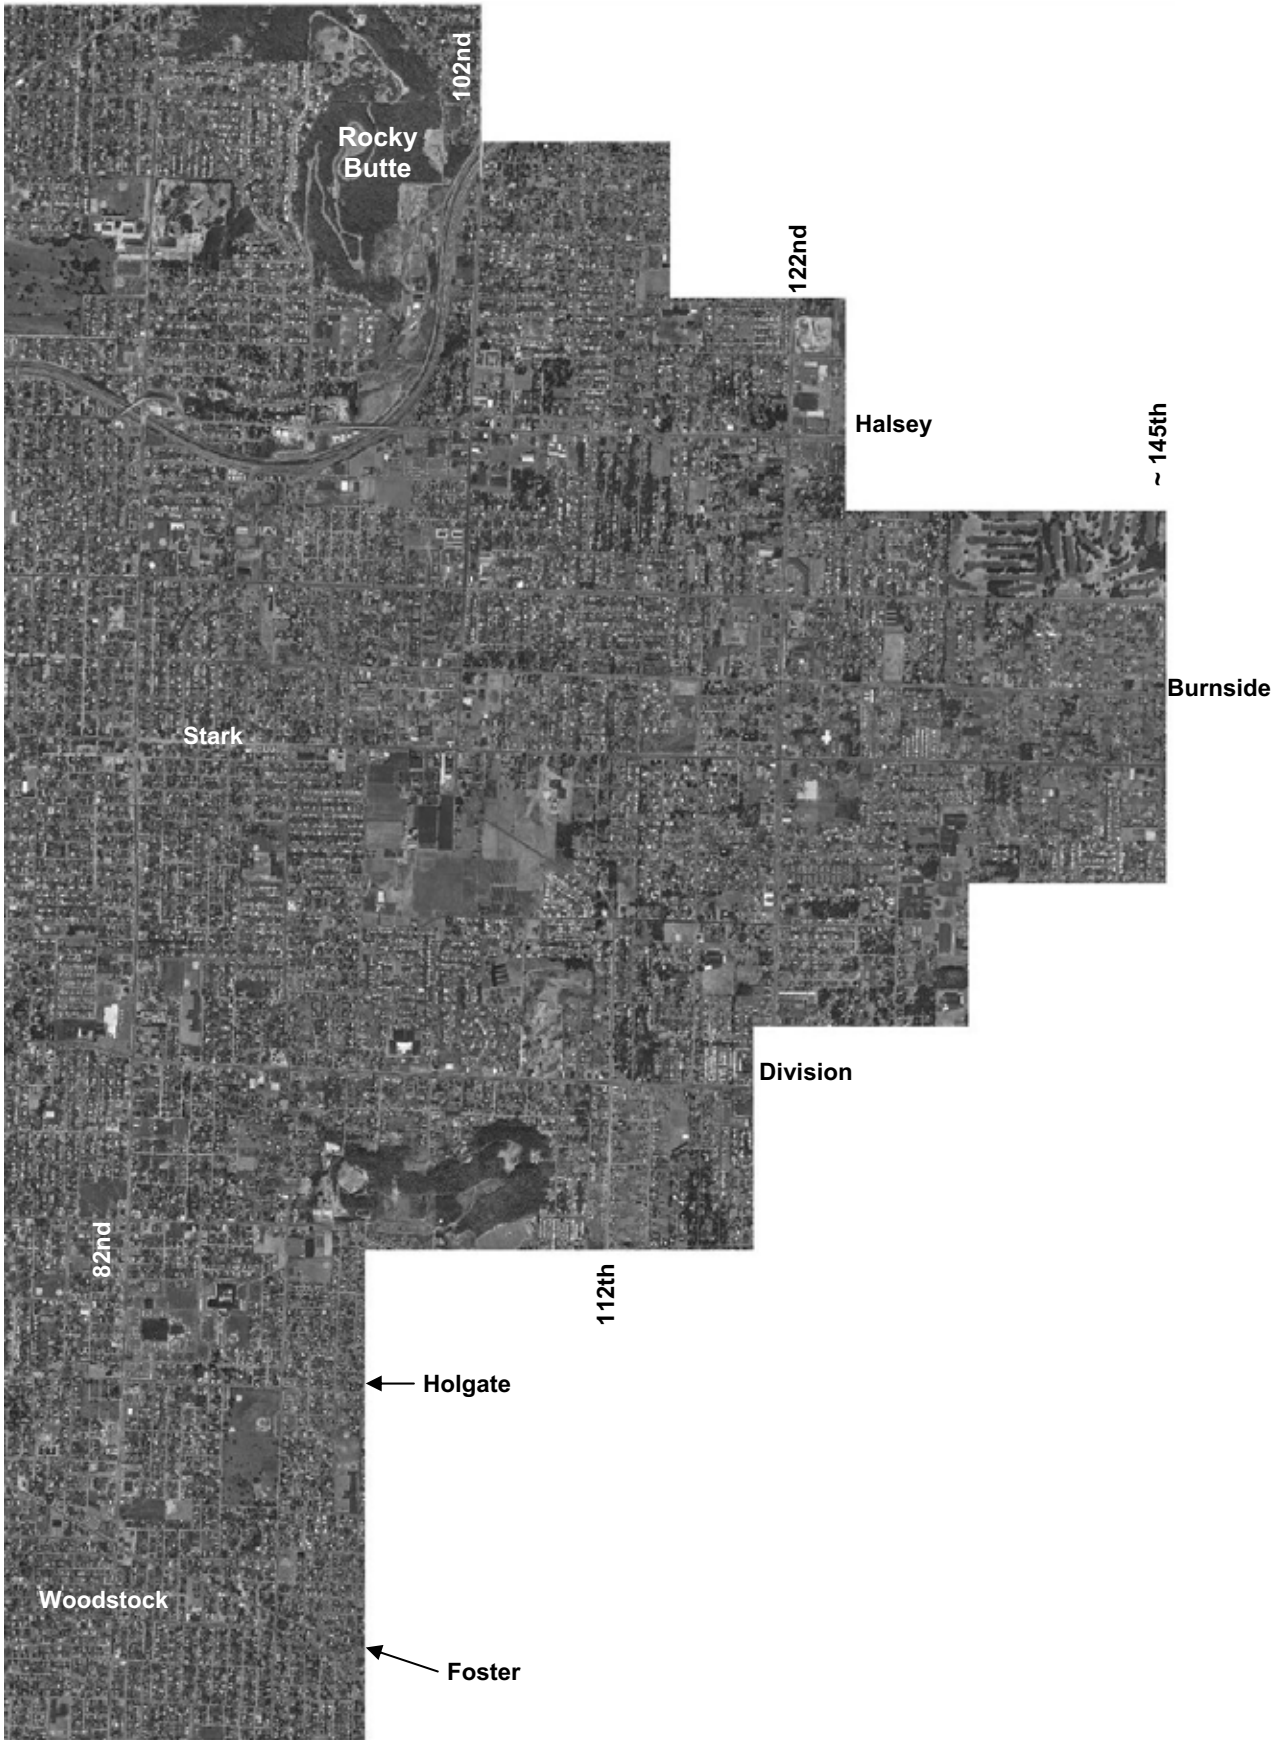 102nd
Rocky
Butte
122nd
Halsey
~ 145th
Burnside
Stark
Division
82nd
112th
Holgate
Woodstock
Foster